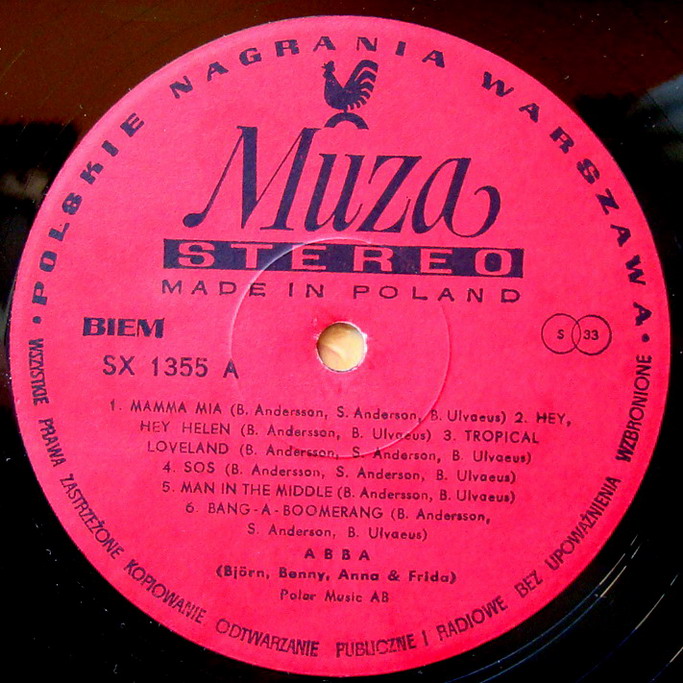 • POLSKIE NAGRANIA WARSZAWA •
Muza
STEREO
MADE IN POLAND
BIEM
S 33
SX 1355 A
1. MAMMA MIA (B. Andersson, S. Anderson, B. Ulvaeus) 2. HEY,
HEY HELEN (B. Andersson, B. Ulvaeus) 3. TROPICAL
LOVELAND (B. Andersson, S. Anderson, B. Ulvaeus)
4. SOS (B. Andersson, S. Anderson, B. Ulvaeus)
5. MAN IN THE MIDDLE (B. Andersson, B. Ulvaeus)
6. BANG-A-BOOMERANG (B. Andersson,
S. Anderson, B. Ulvaeus)
ABBA
(Björn, Benny, Anna & Frida)
Polar Music AB
WSZYSTKIE PRAWA ZASTRZEŻONE KOPIOWANIE ODTWARZANIE PUBLICZNE I RADIOWE BEZ UPOWAŻNIENIA WZBRONIONE